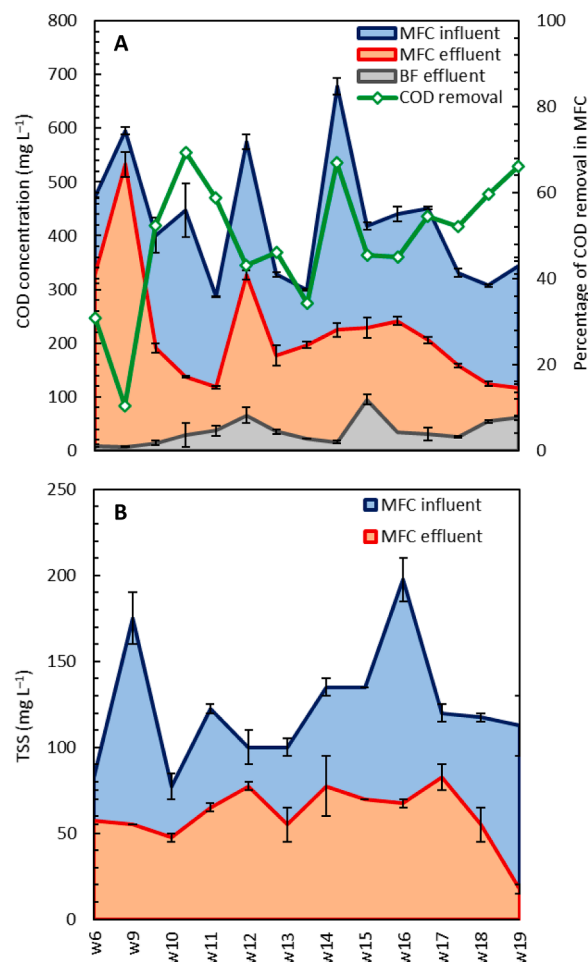 A
MFC influent
MFC effluent
BF effluent
COD removal
COD concentration (mg L⁻¹)
800
700
600
500
400
300
200
100
0
Percentage of COD removal in MFC
100
80
60
40
20
0
B
MFC influent
MFC effluent
TSS (mg L⁻¹)
250
200
150
100
50
0
w6
w9
w10
w11
w12
w13
w14
w15
w16
w17
w18
w19